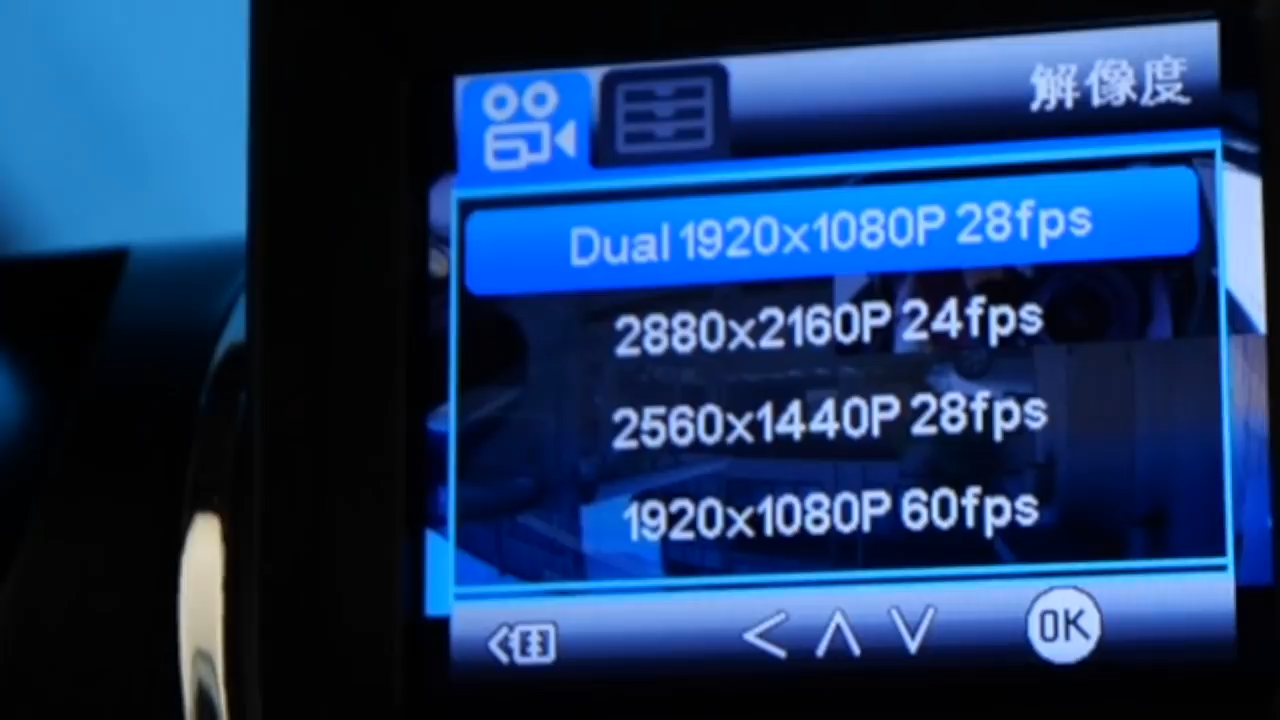 解像度
Dual 1920x1080P 28fps
2880x2160P 24fps
2560x1440P 28fps
1920x1080P 60fps
OK